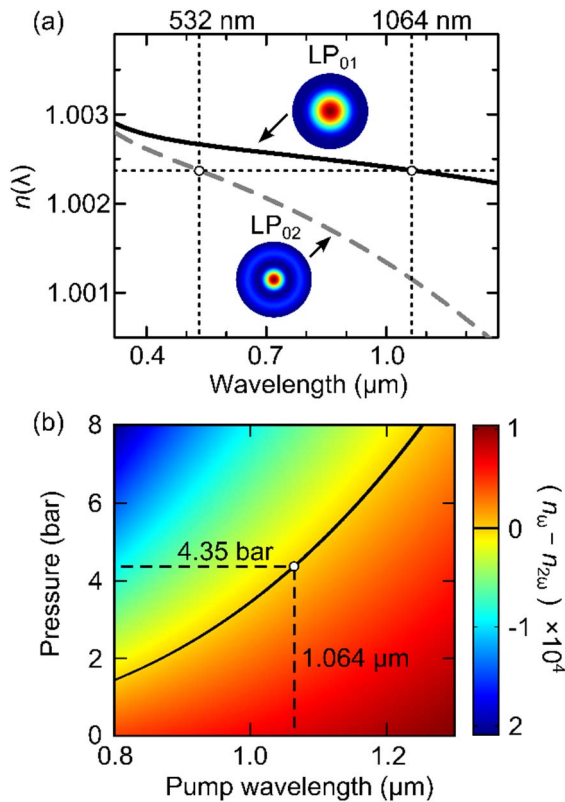 (a)
532 nm
1064 nm
LP01
1.003
n(λ)
1.002
LP02
1.001
0.4
0.7
1.0
Wavelength (μm)
(b)
8
1
6
0
Pressure (bar)
4.35 bar
4
( nω − n2ω ) ×10⁴
-1
2
1.064 μm
0
2
0.8
1.0
1.2
Pump wavelength (μm)